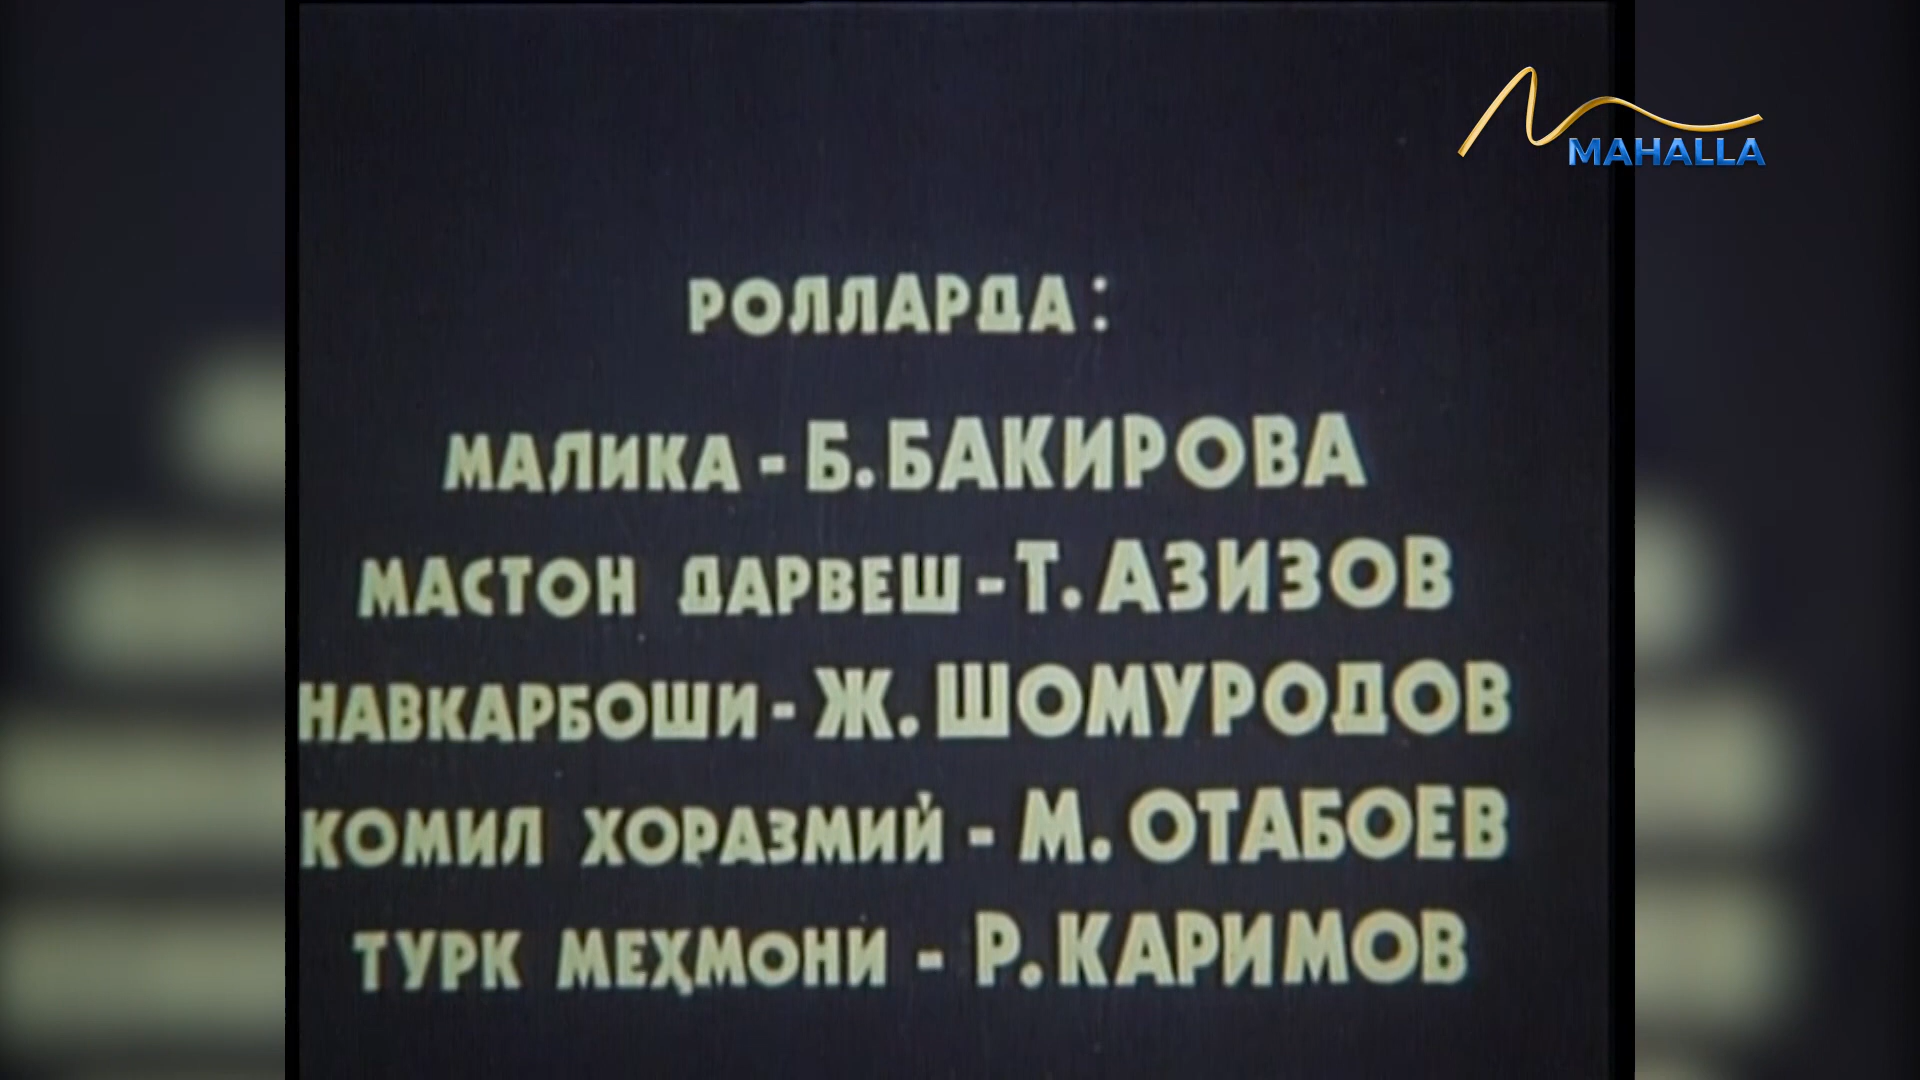 MAHALLA
РОЛЛАРДА:
МАЛИКА - Б. БАКИРОВА
МАСТОН ДАРВЕШ - Т. АЗИЗОВ
НАВКАРБОШИ - Ж. ШОМУРОДОВ
КОМИЛ ХОРАЗМИЙ - М. ОТАБОЕВ
ТУРК МЕҲМОНИ - Р. КАРИМОВ